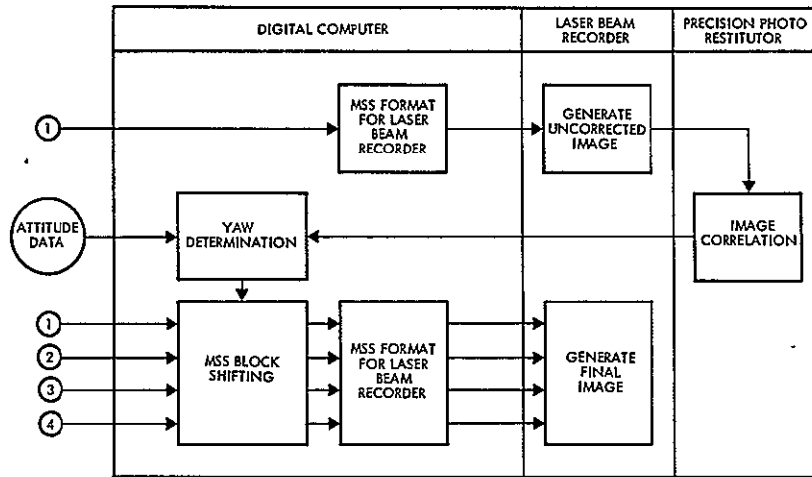 DIGITAL COMPUTER
LASER BEAM
RECORDER
PRECISION PHOTO
RESTITUTOR
1
MSS FORMAT
FOR LASER
BEAM
RECORDER
GENERATE
UNCORRECTED
IMAGE
ATTITUDE
DATA
YAW
DETERMINATION
IMAGE
CORRELATION
1
2
3
4
MSS BLOCK
SHIFTING
MSS FORMAT
FOR LASER
BEAM
RECORDER
GENERATE
FINAL
IMAGE